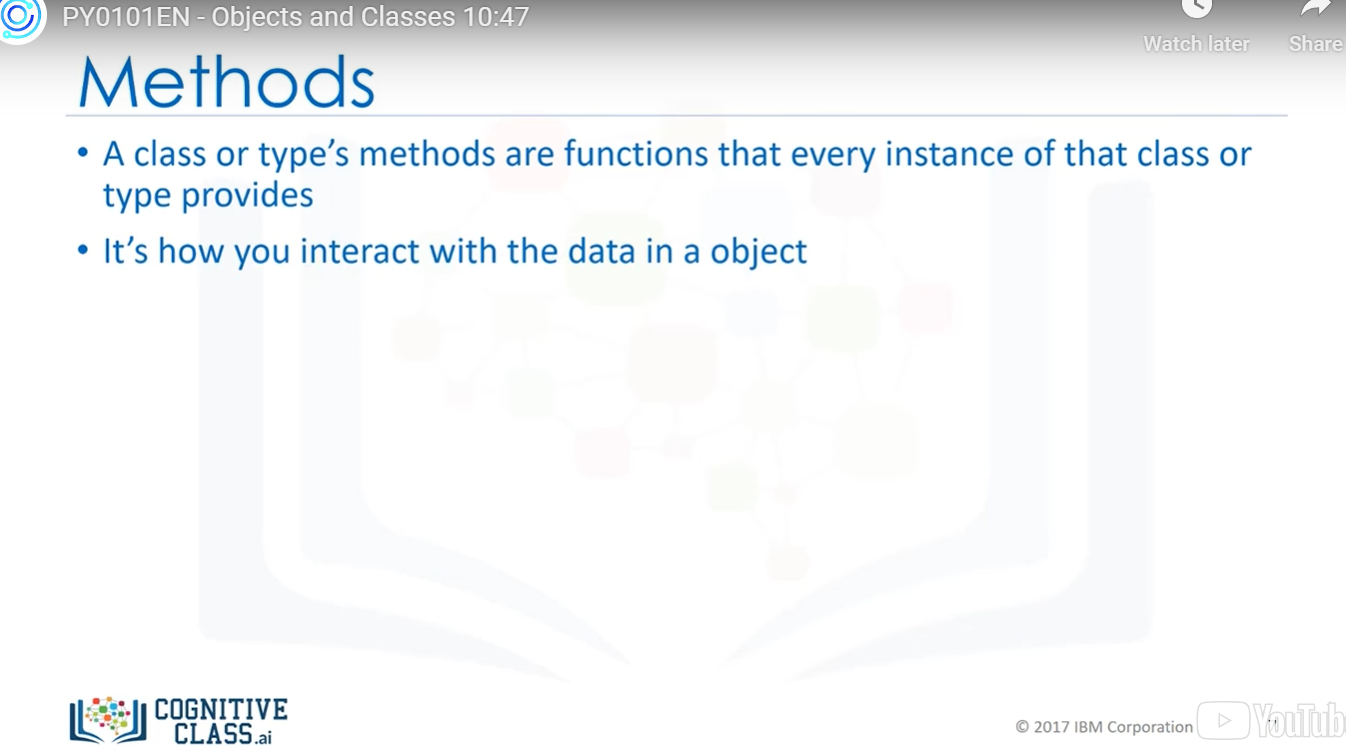 PY0101EN - Objects and Classes 10:47
Watch later
Share
Methods
• A class or type's methods are functions that every instance of that class or
type provides
• It's how you interact with the data in a object
COGNITIVE
CLASS.ai
© 2017 IBM Corporation
YouTub